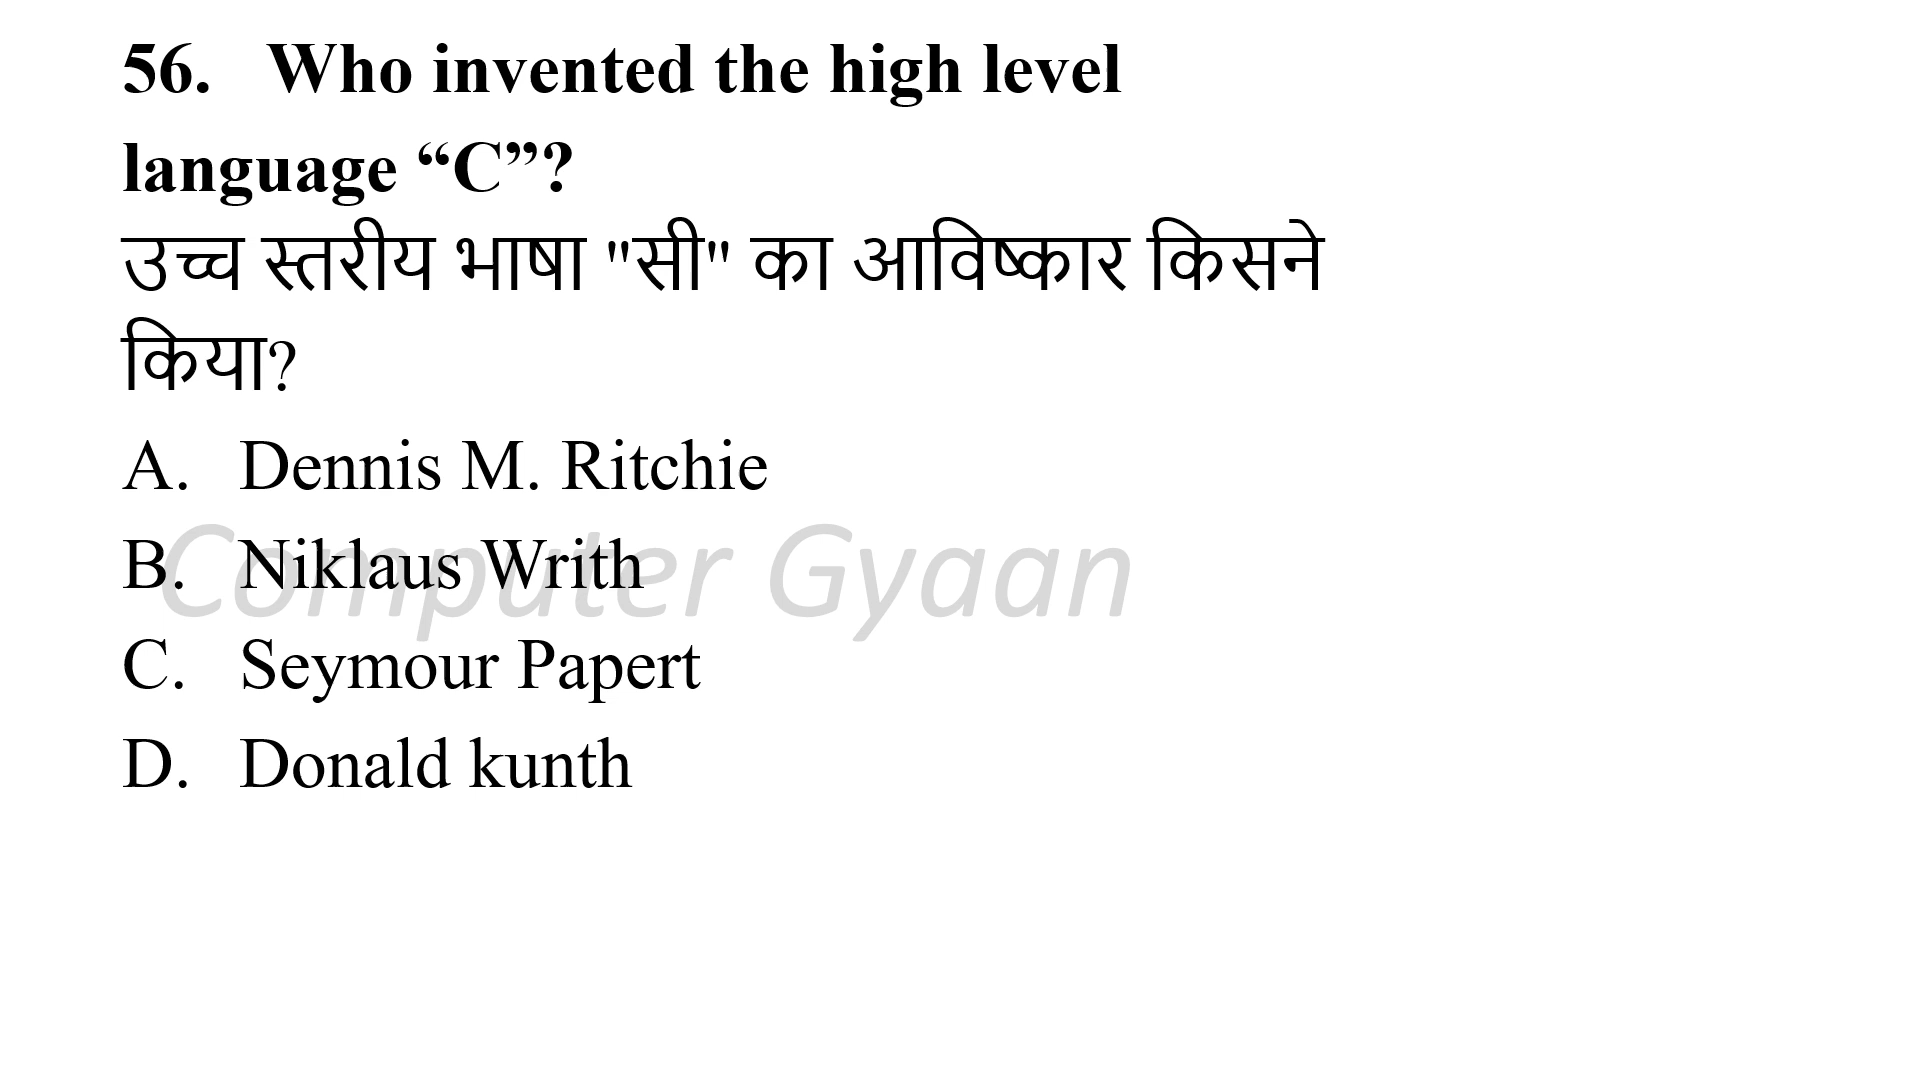 56. Who invented the high level
language “C”?
उच्च स्तरीय भाषा "सी" का आविष्कार किसने
किया?
A. Dennis M. Ritchie
B. Niklaus Writh
C. Seymour Papert
D. Donald kunth
Computer Gyaan